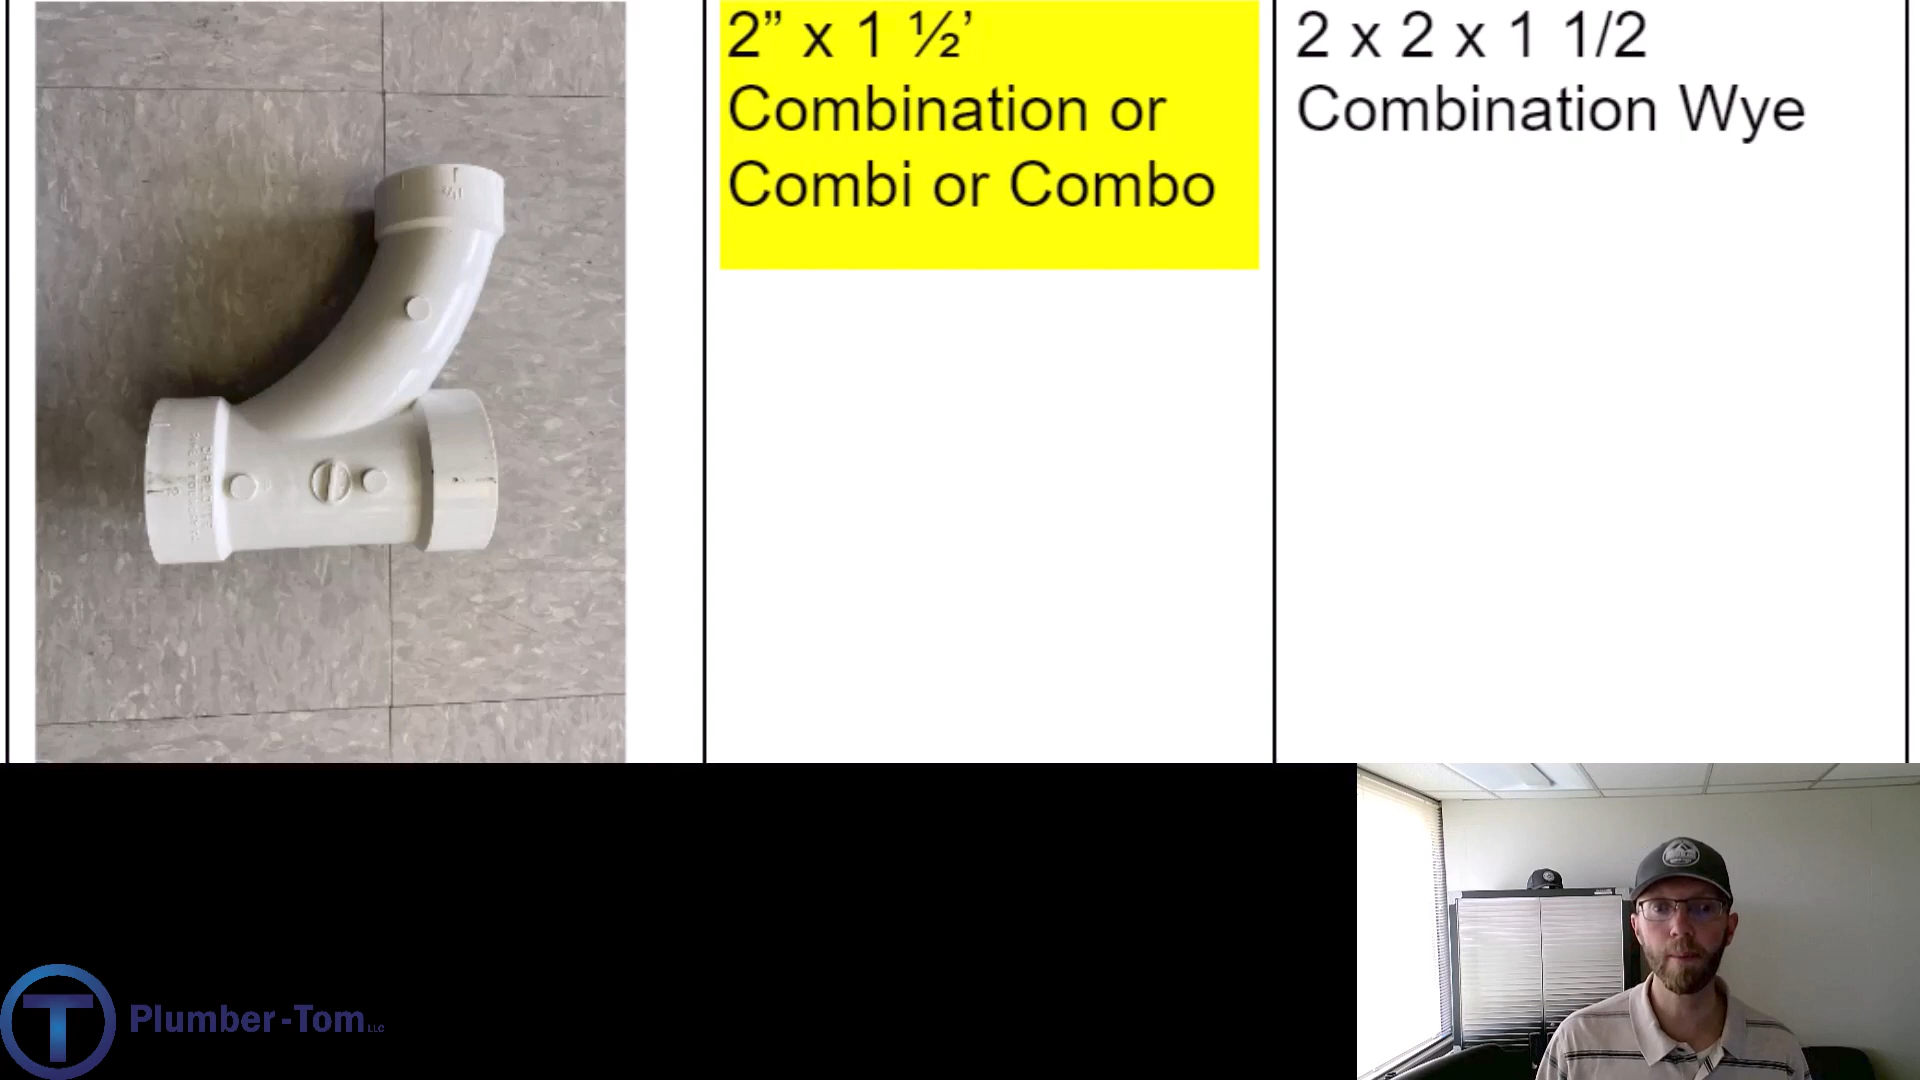 2” x 1 ½’
Combination or
Combi or Combo
2 x 2 x 1 1/2
Combination Wye
Plumber-Tom LLC